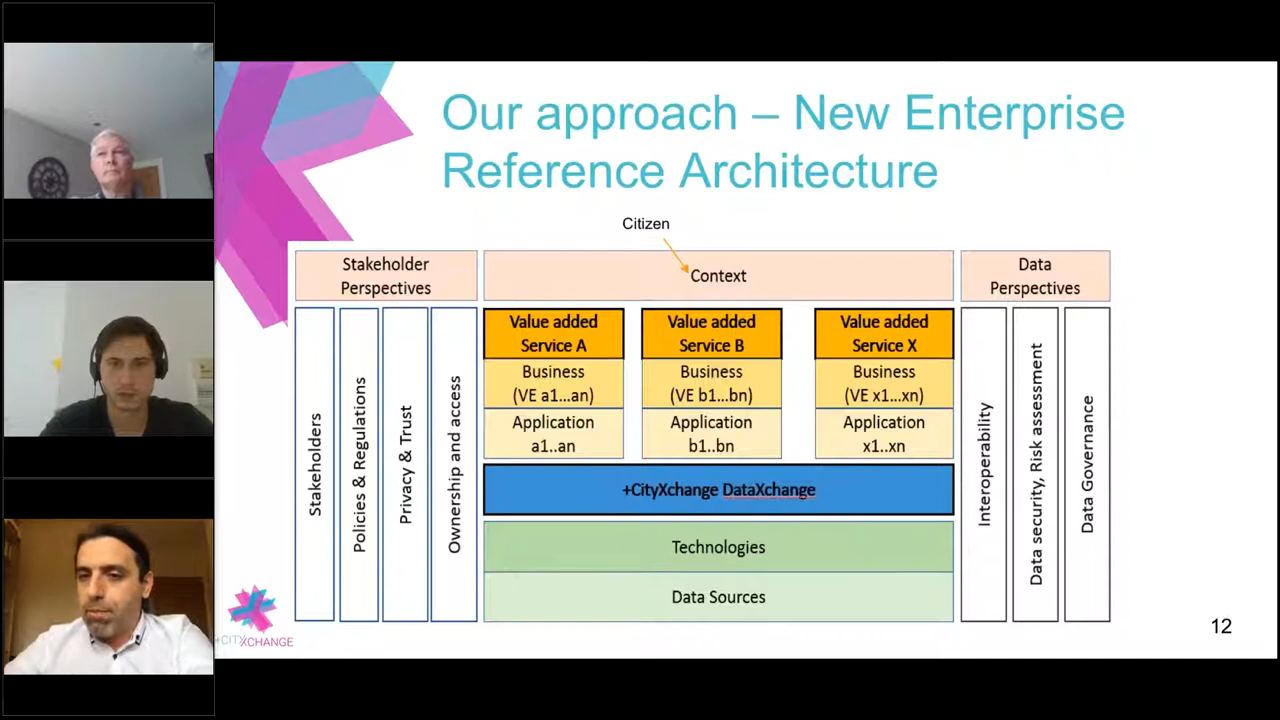 Our approach – New Enterprise
Reference Architecture
Citizen
Stakeholder
Perspectives
Context
Data
Perspectives
Stakeholders
Policies & Regulations
Privacy & Trust
Ownership and access
Value added
Service A
Business
(VE a1...an)
Application
a1..an
Value added
Service B
Business
(VE b1...bn)
Application
b1..bn
Value added
Service X
Business
(VE x1...xn)
Application
x1..xn
+CityXchange DataXchange
Technologies
Data Sources
Interoperability
Data security, Risk assessment
Data Governance
+CITYXCHANGE
12